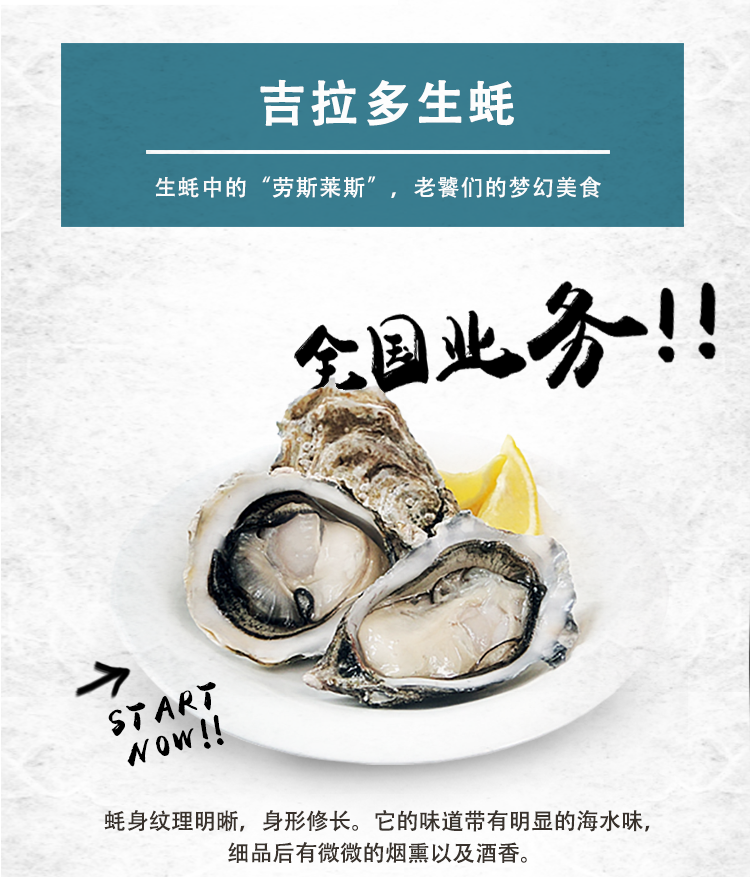 吉拉多生蚝
生蚝中的“劳斯莱斯”，老饕们的梦幻美食
全国业务!!
START
NOW!!
蚝身纹理明晰，身形修长。它的味道带有明显的海水味，
细品后有微微的烟熏以及酒香。